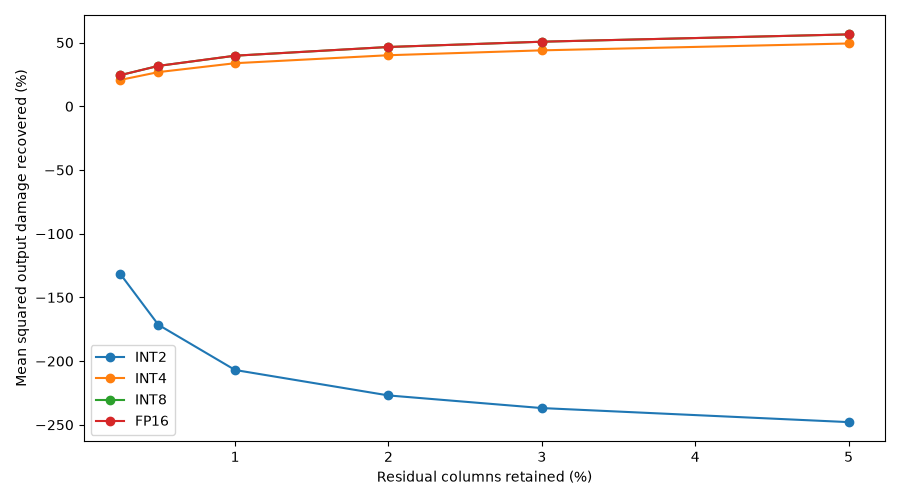 Mean squared output damage recovered (%)
50
0
−50
−100
−150
−200
−250
INT2
INT4
INT8
FP16
1
2
3
4
5
Residual columns retained (%)